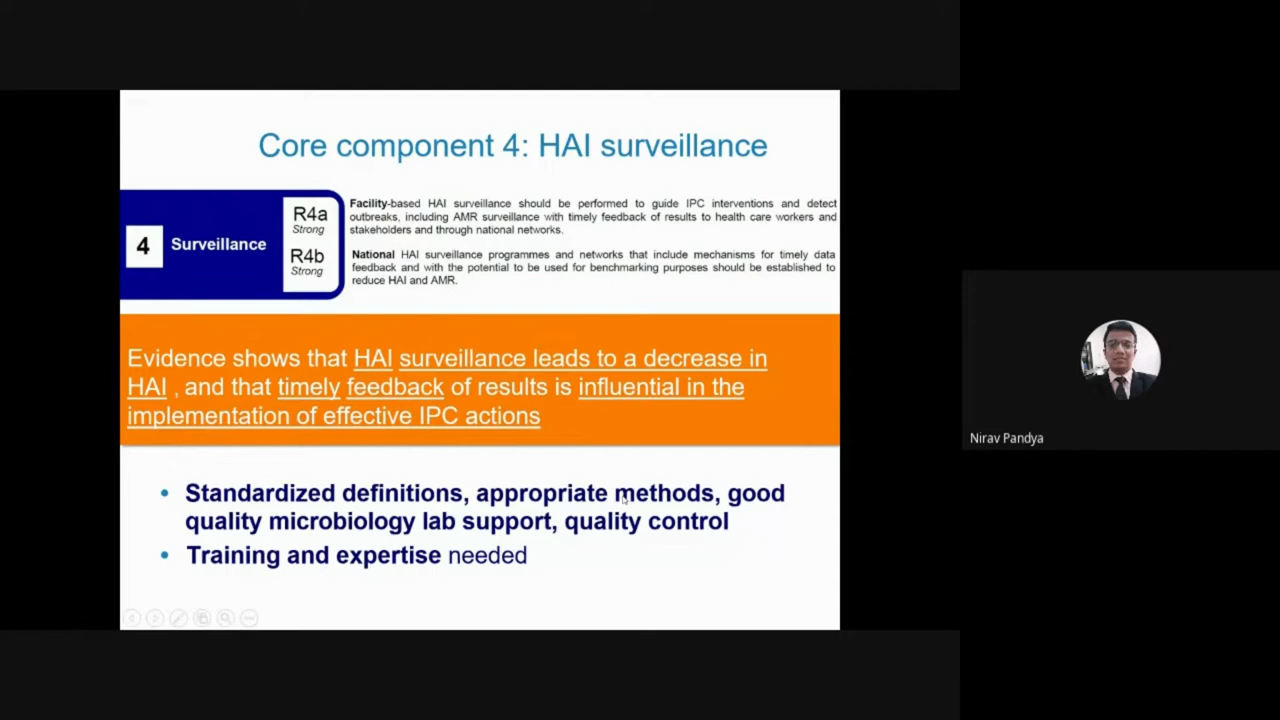 Core component 4: HAI surveillance
4
Surveillance
R4a
Strong
R4b
Strong
Facility-based HAI surveillance should be performed to guide IPC interventions and detect
outbreaks, including AMR surveillance with timely feedback of results to health care workers and
stakeholders and through national networks.
National HAI surveillance programmes and networks that include mechanisms for timely data
feedback and with the potential to be used for benchmarking purposes should be established to
reduce HAI and AMR.
Evidence shows that HAI surveillance leads to a decrease in
HAI , and that timely feedback of results is influential in the
implementation of effective IPC actions
• Standardized definitions, appropriate methods, good
quality microbiology lab support, quality control
• Training and expertise needed
Nirav Pandya